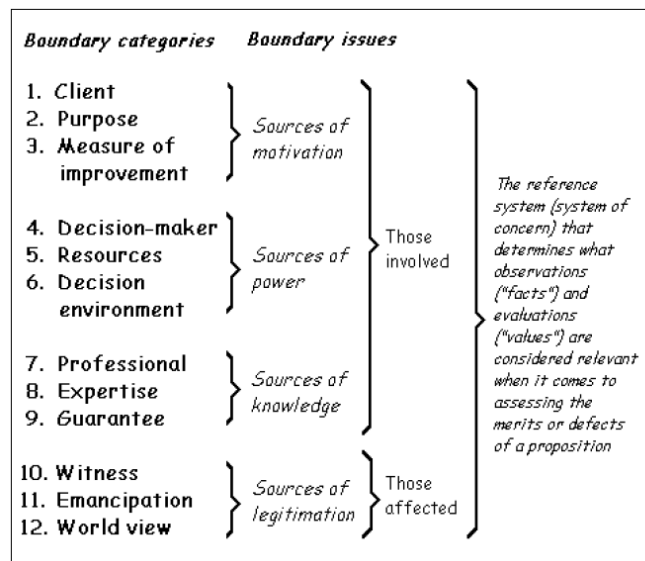 Boundary categories Boundary issues
1. Client
2. Purpose
3. Measure of
improvement
Sources of
motivation
4. Decision-maker
5. Resources
6. Decision
environment
Sources of
power
7. Professional
8. Expertise
9. Guarantee
Sources of
knowledge
Those
involved
10. Witness
11. Emancipation
12. World view
Sources of
legitimation
Those
affected
The reference
system (system of
concern) that
determines what
observations
("facts") and
evaluations
("values") are
considered relevant
when it comes to
assessing the
merits or defects
of a proposition